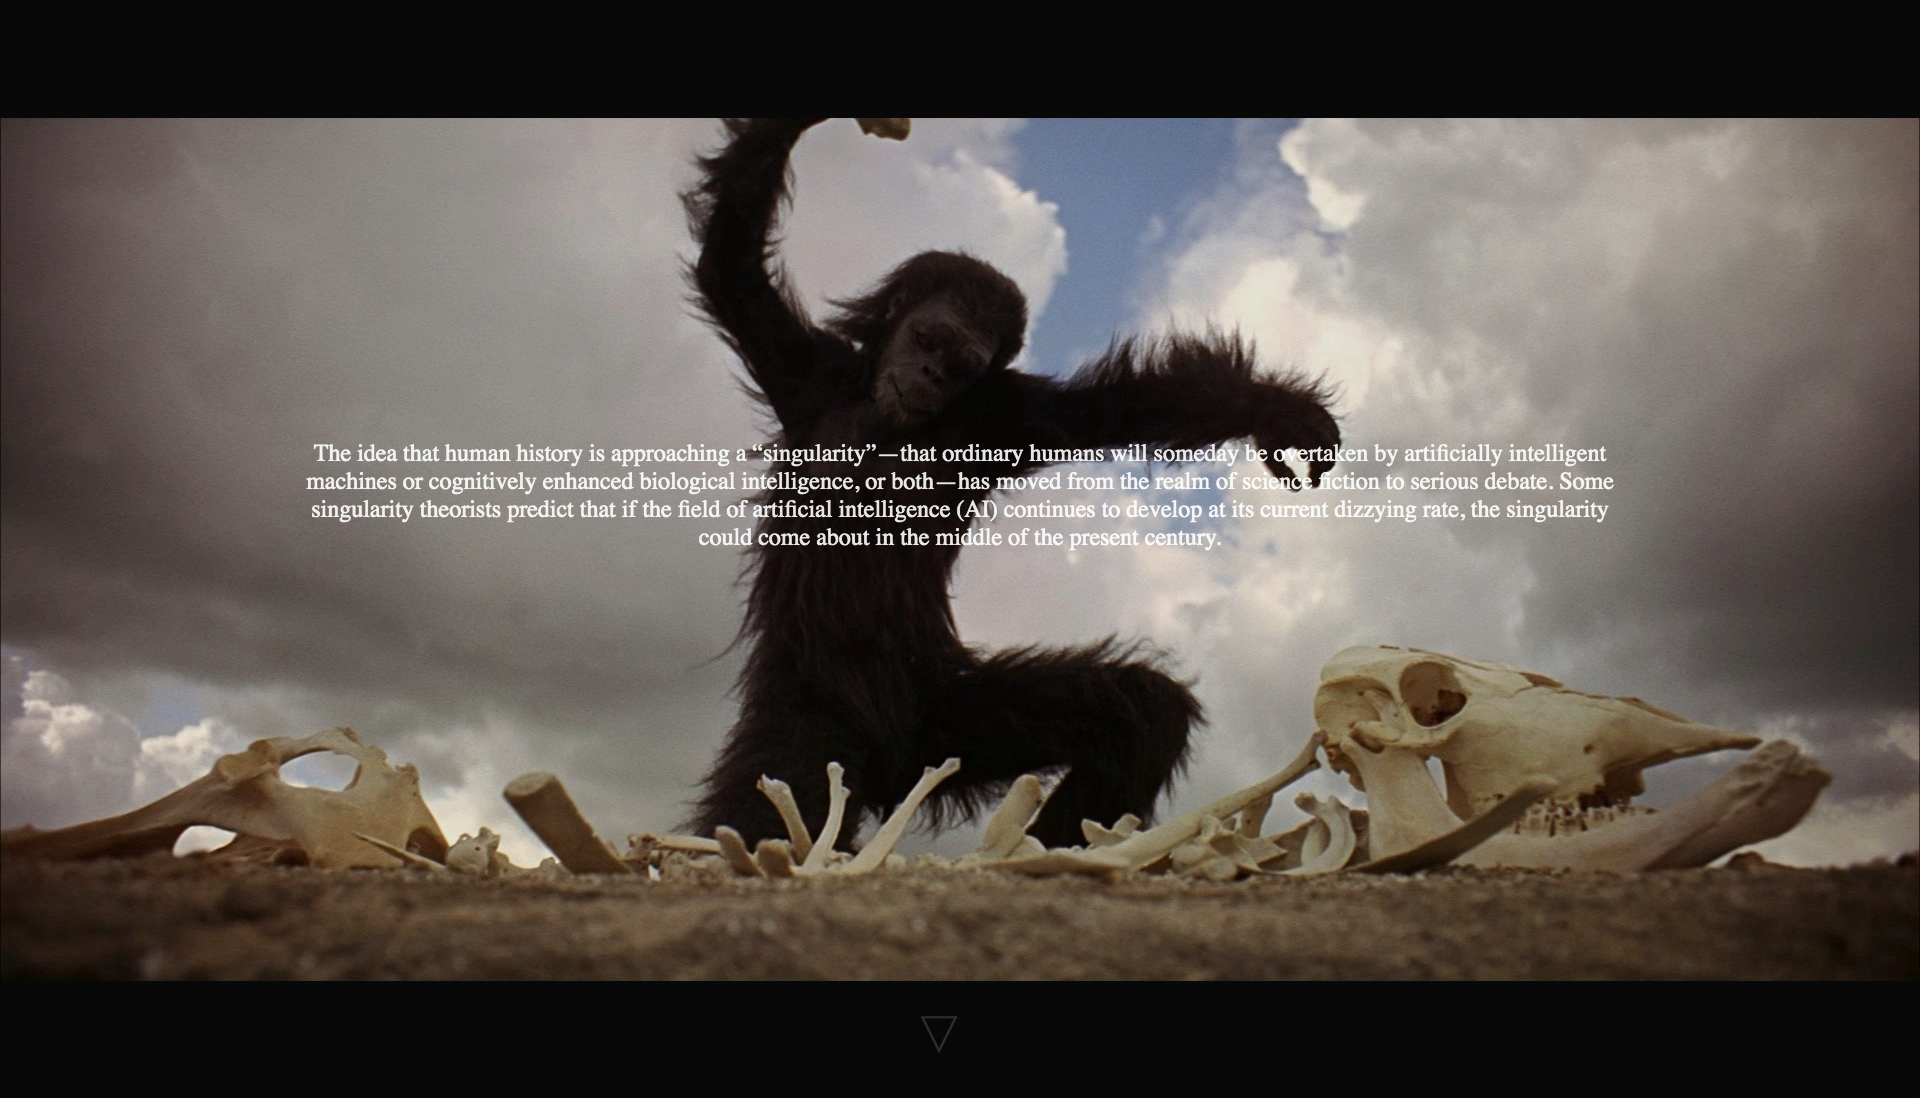 The idea that human history is approaching a “singularity”—that ordinary humans will someday be overtaken by artificially intelligent
machines or cognitively enhanced biological intelligence, or both—has moved from the realm of science fiction to serious debate. Some
singularity theorists predict that if the field of artificial intelligence (AI) continues to develop at its current dizzying rate, the singularity
could come about in the middle of the present century.